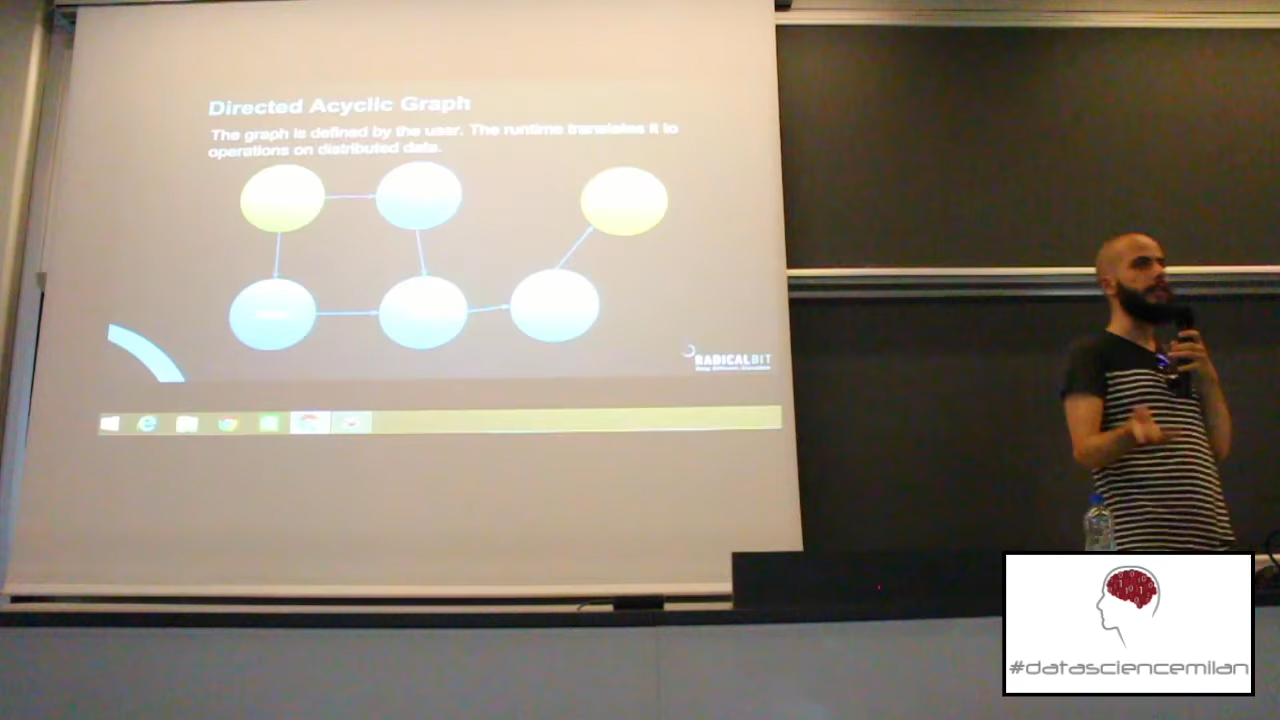 Directed Acyclic Graph
The graph is defined by the user. The runtime translates it to
operations on distributed data.
RADICALBIT
#datasciencemilan